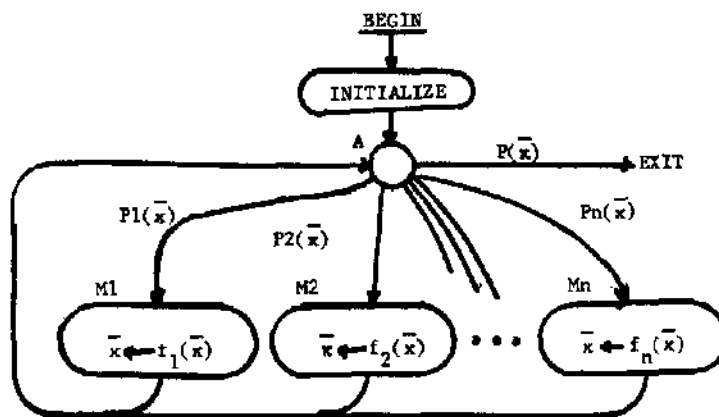 BEGIN
INITIALIZE
A
P(x̄)
EXIT
P1(x̄)
P2(x̄)
Pn(x̄)
M1
M2
Mn
x̄ ← f₁(x̄)
x̄ ← f₂(x̄)
• • •
x̄ ← fₙ(x̄)